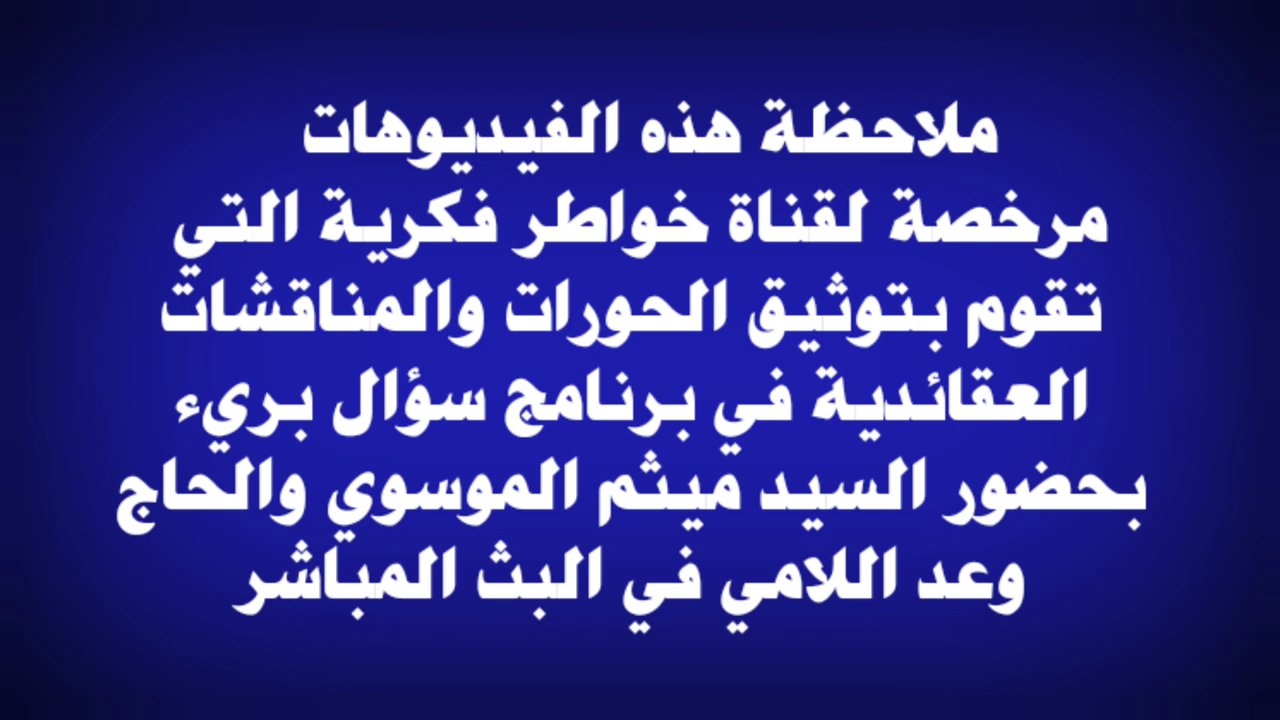 ملاحظة هذه الفيديوهات
مرخصة لقناة خواطر فكرية التي
تقوم بتوثيق الحورات والمناقشات
العقائدية في برنامج سؤال بريء
بحضور السيد ميثم الموسوي والحاج
وعد اللامي في البث المباشر